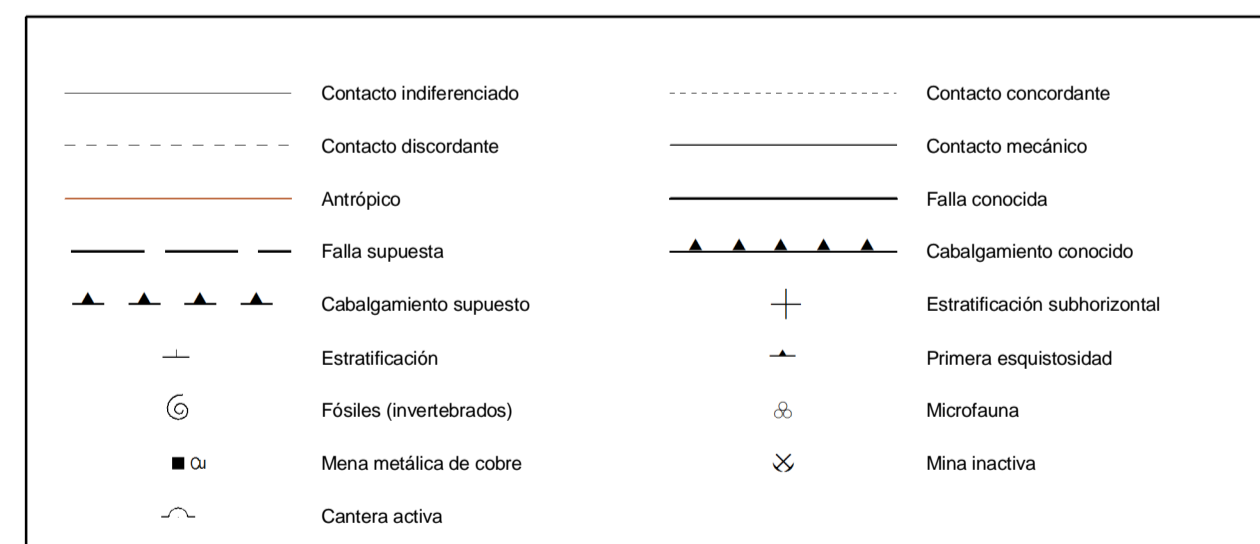 Contacto indiferenciado
Contacto concordante
Contacto discordante
Contacto mecánico
Antrópico
Falla conocida
Falla supuesta
Cabalgamiento conocido
Cabalgamiento supuesto
Estratificación subhorizontal
Estratificación
Primera esquistosidad
Fósiles (invertebrados)
Microfauna
Cu
Mena metálica de cobre
Mina inactiva
Cantera activa